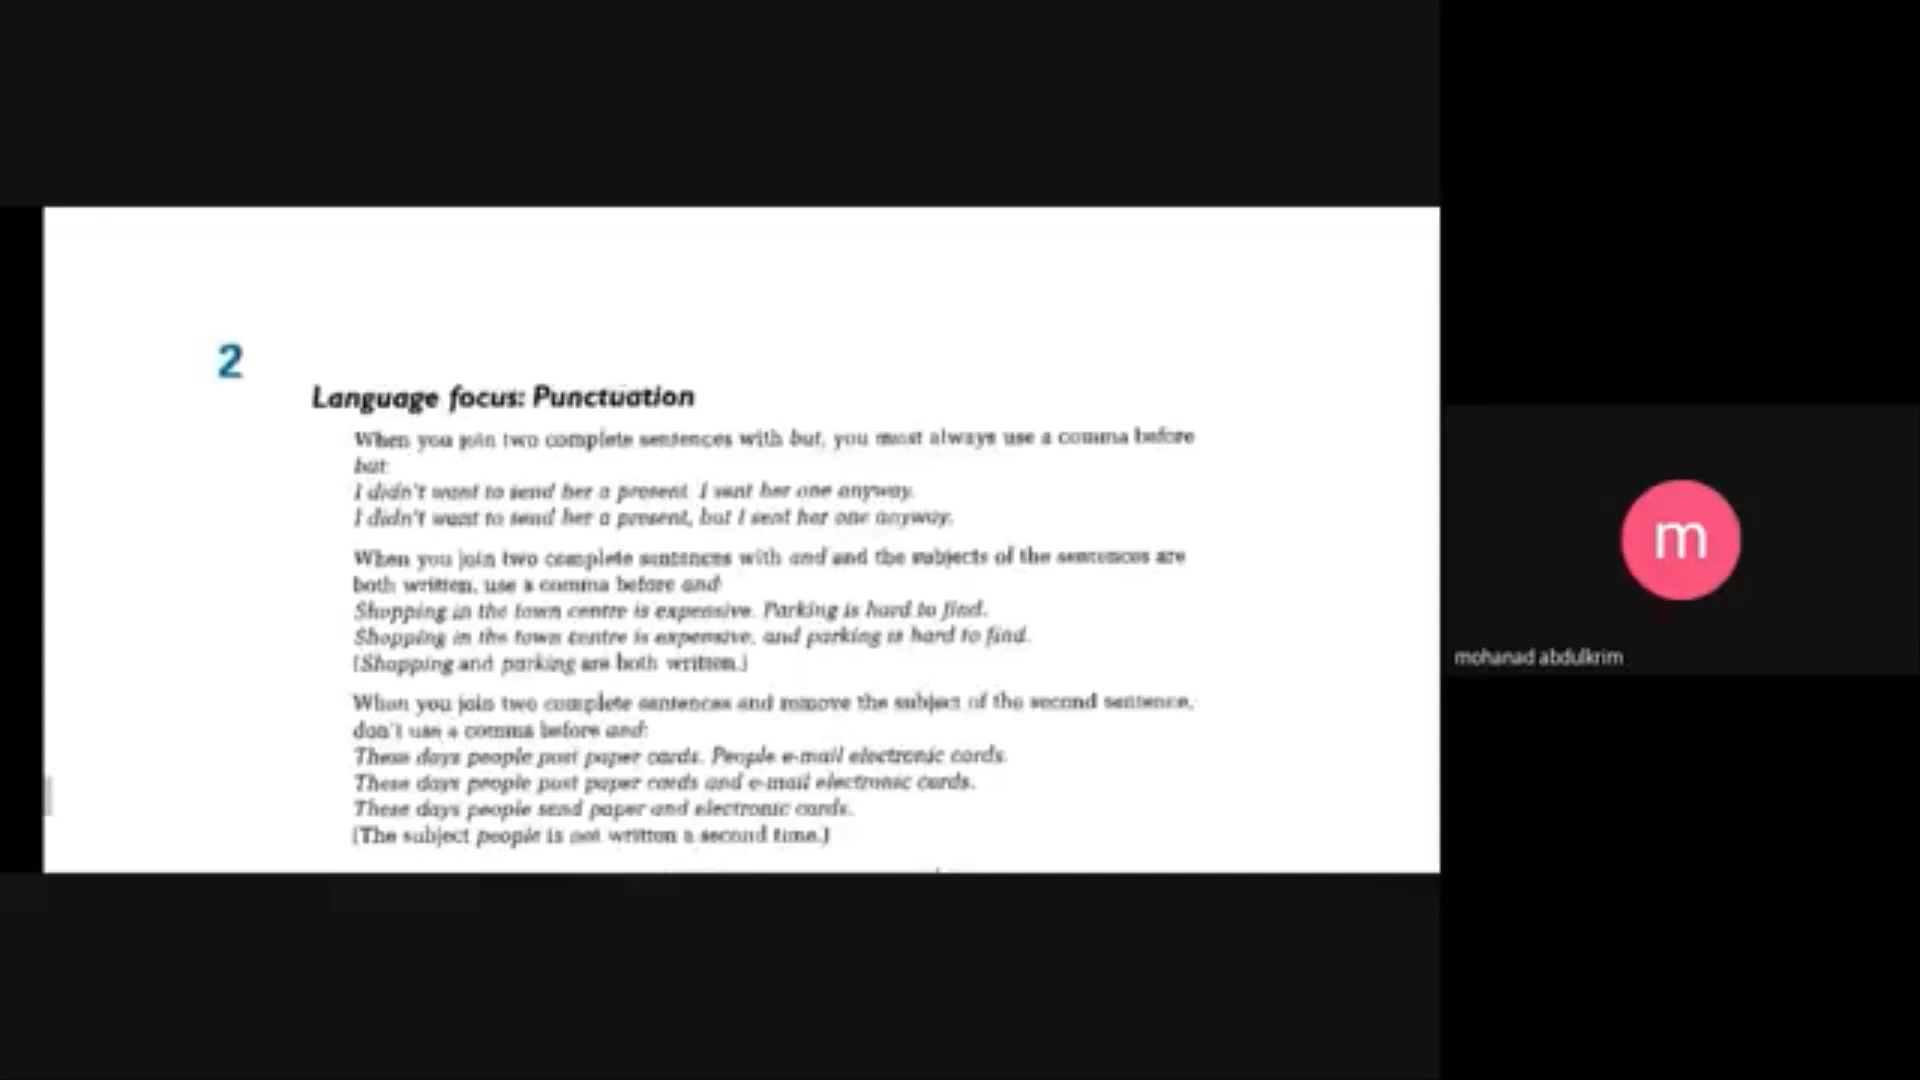 2
Language focus: Punctuation
When you join two complete sentences with but, you must always use a comma before
but:
I didn't want to send her a present. I sent her one anyway.
I didn't want to send her a present, but I sent her one anyway.
When you join two complete sentences with and and the subjects of the sentences are
both written, use a comma before and:
Shopping in the town centre is expensive. Parking is hard to find.
Shopping in the town centre is expensive, and parking is hard to find.
(Shopping and parking are both written.)
When you join two complete sentences and remove the subject of the second sentence,
don't use a comma before and:
These days people post paper cards. People e-mail electronic cards.
These days people post paper cards and e-mail electronic cards.
These days people send paper and electronic cards.
(The subject people is not written a second time.)
m
mohanad abdulkrim